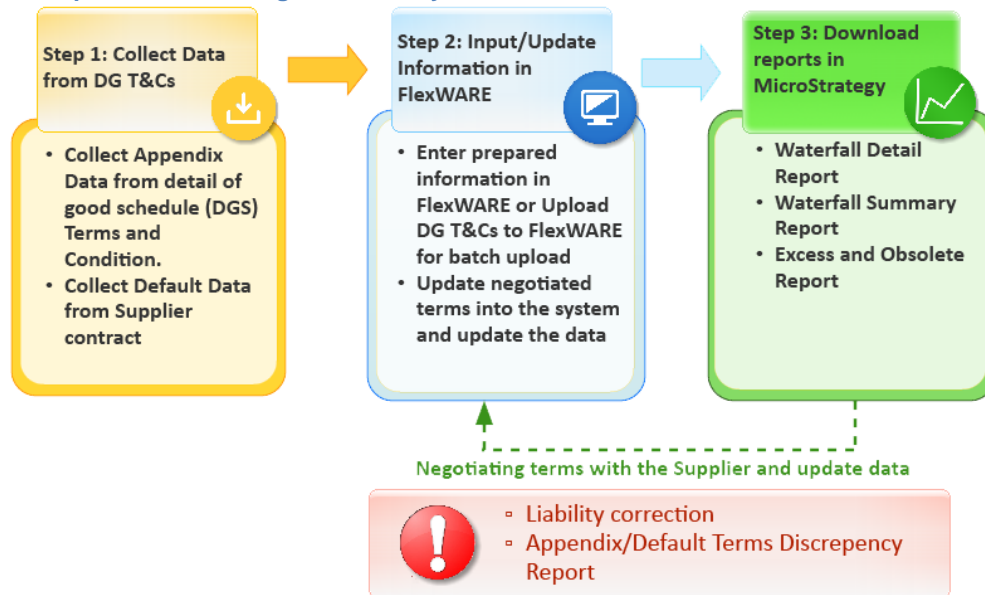 Step 1: Collect Data
from DG T&Cs
• Collect Appendix
Data from detail of
good schedule (DGS)
Terms and
Condition.
• Collect Default Data
from Supplier
contract
Step 2: Input/Update
Information in
FlexWARE
• Enter prepared
information in
FlexWARE or Upload
DG T&Cs to FlexWARE
for batch upload
• Update negotiated
terms into the system
and update the data
Step 3: Download
reports in
MicroStrategy
• Waterfall Detail
Report
• Waterfall Summary
Report
• Excess and Obsolete
Report
Negotiating terms with the Supplier and update data
▫ Liability correction
▫ Appendix/Default Terms Discrepency
Report